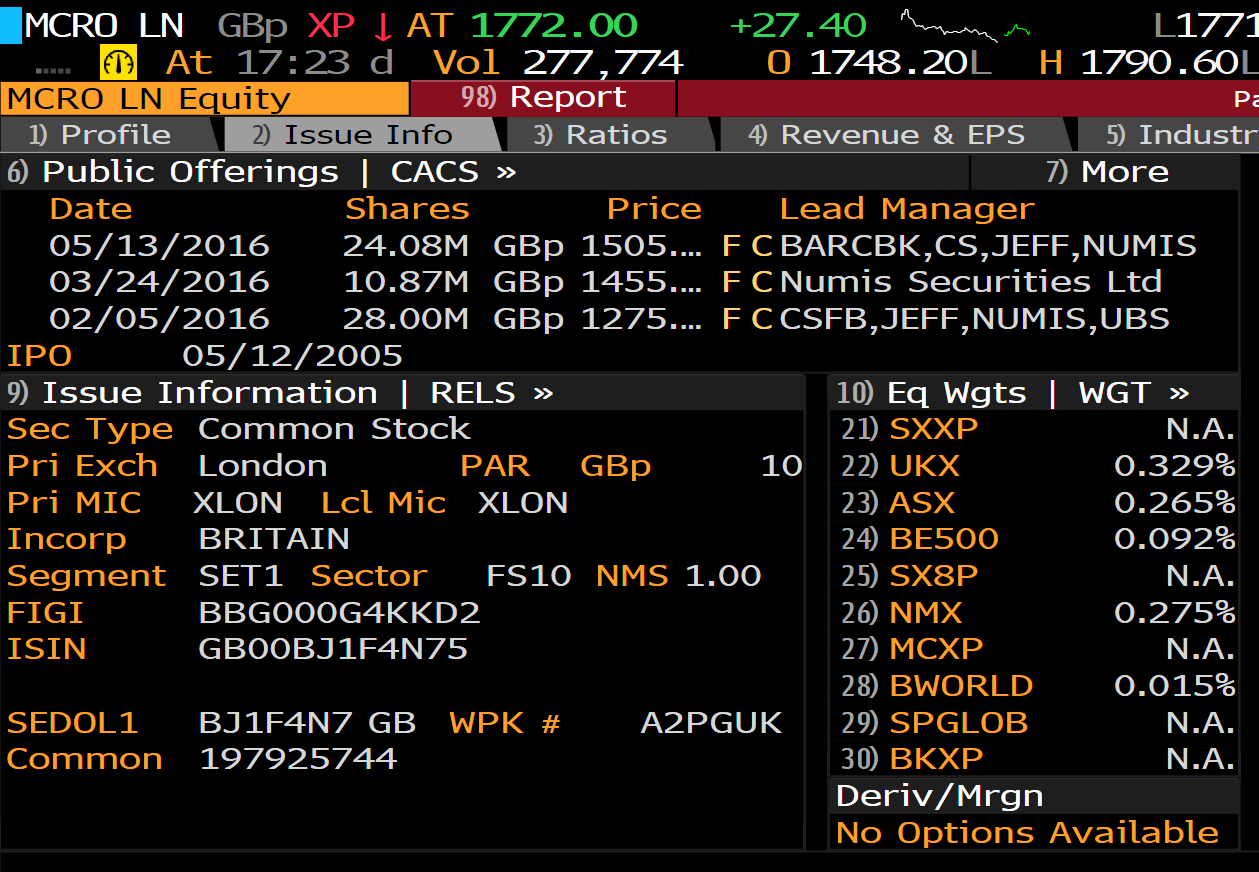 MCRO LN GBp XP ↓ AT 1772.00 +27.40 L1771
At 17:23 d Vol 277,774 O 1748.20L H 1790.60L
MCRO LN Equity 98) Report Pa
1) Profile 2) Issue Info 3) Ratios 4) Revenue & EPS 5) Industr
6) Public Offerings | CACS » 7) More
Date Shares Price Lead Manager
05/13/2016 24.08M GBp 1505.... F C BARCBK,CS,JEFF,NUMIS
03/24/2016 10.87M GBp 1455.... F C Numis Securities Ltd
02/05/2016 28.00M GBp 1275.... F C CSFB,JEFF,NUMIS,UBS
IPO 05/12/2005
9) Issue Information | RELS »
Sec Type Common Stock
Pri Exch London PAR GBp 10
Pri MIC XLON Lcl Mic XLON
Incorp BRITAIN
Segment SET1 Sector FS10 NMS 1.00
FIGI BBG000G4KKD2
ISIN GB00BJ1F4N75
SEDOL1 BJ1F4N7 GB WPK # A2PGUK
Common 197925744
10) Eq Wgts | WGT »
21) SXXP N.A.
22) UKX 0.329%
23) ASX 0.265%
24) BE500 0.092%
25) SX8P N.A.
26) NMX 0.275%
27) MCXP N.A.
28) BWORLD 0.015%
29) SPGLOB N.A.
30) BKXP N.A.
Deriv/Mrgn
No Options Available